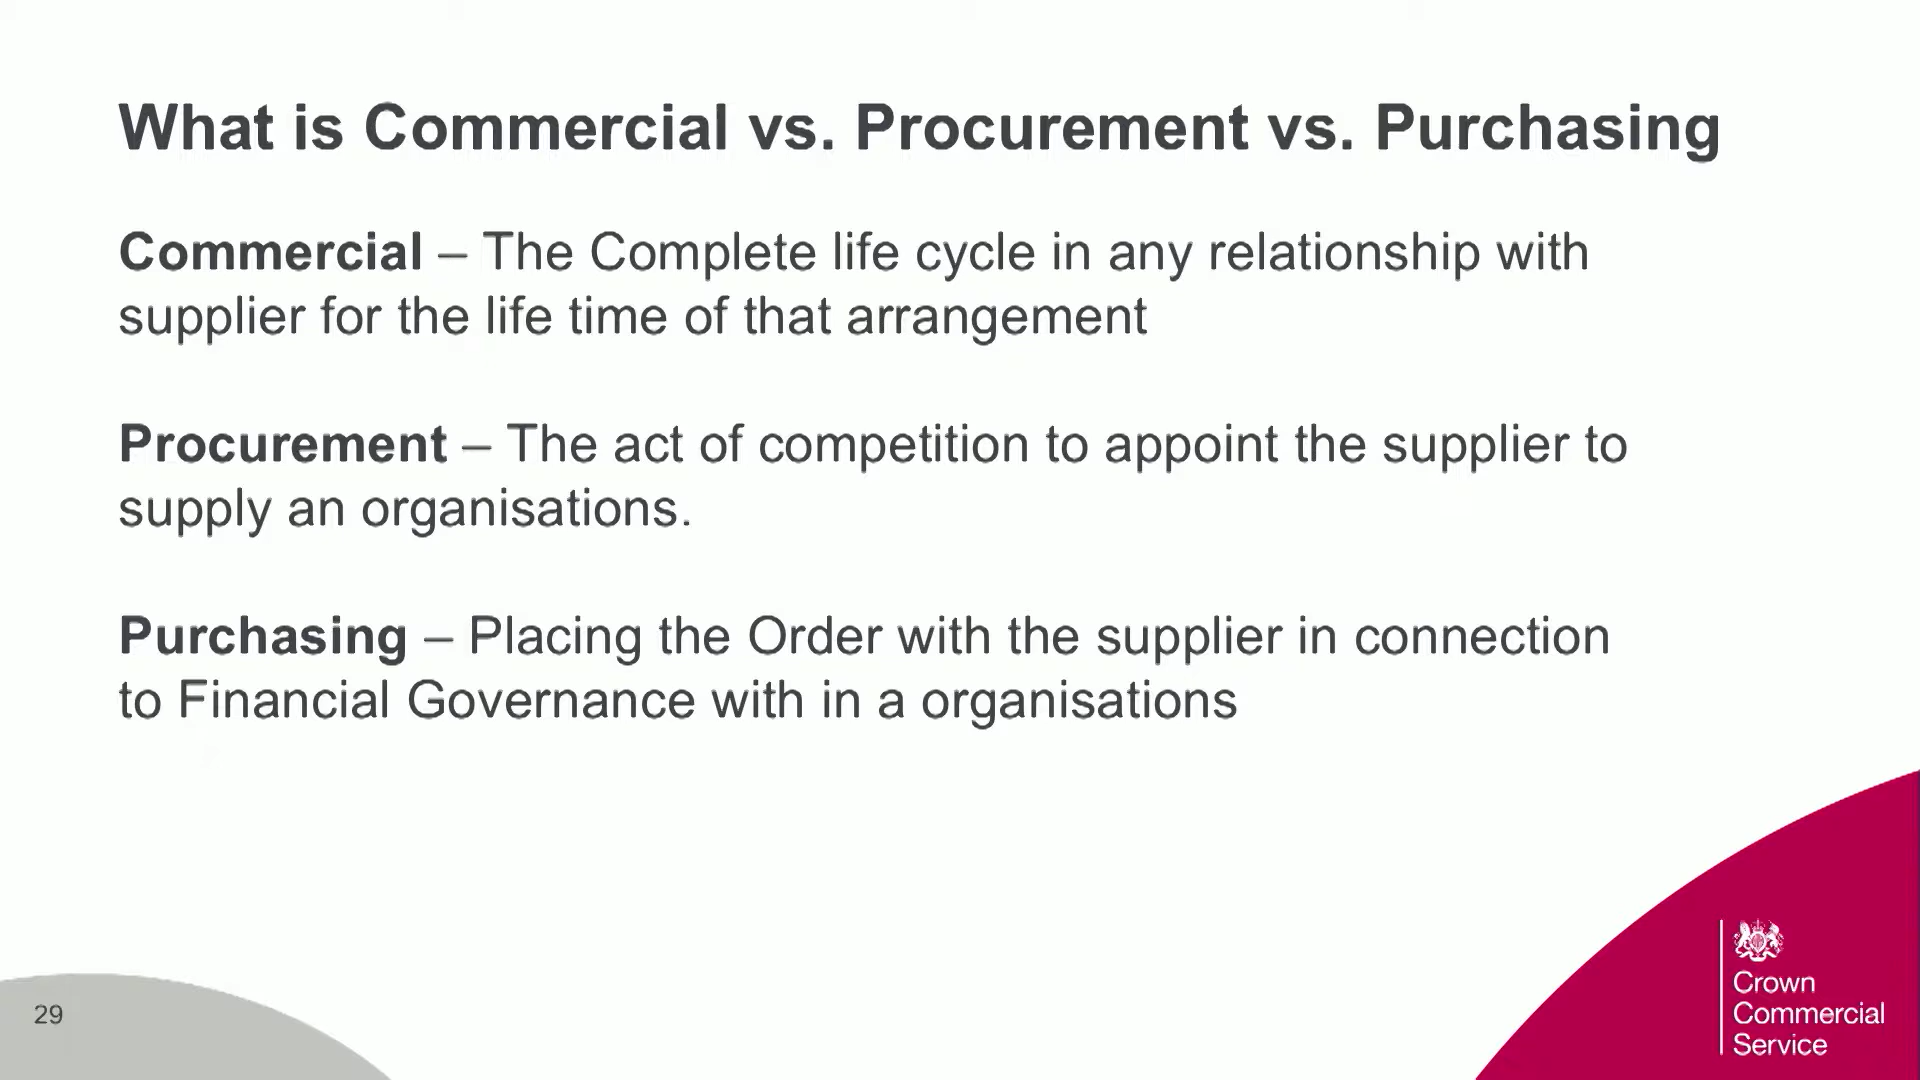 What is Commercial vs. Procurement vs. Purchasing
Commercial – The Complete life cycle in any relationship with
supplier for the life time of that arrangement
Procurement – The act of competition to appoint the supplier to
supply an organisations.
Purchasing – Placing the Order with the supplier in connection
to Financial Governance with in a organisations
29
Crown
Commercial
Service